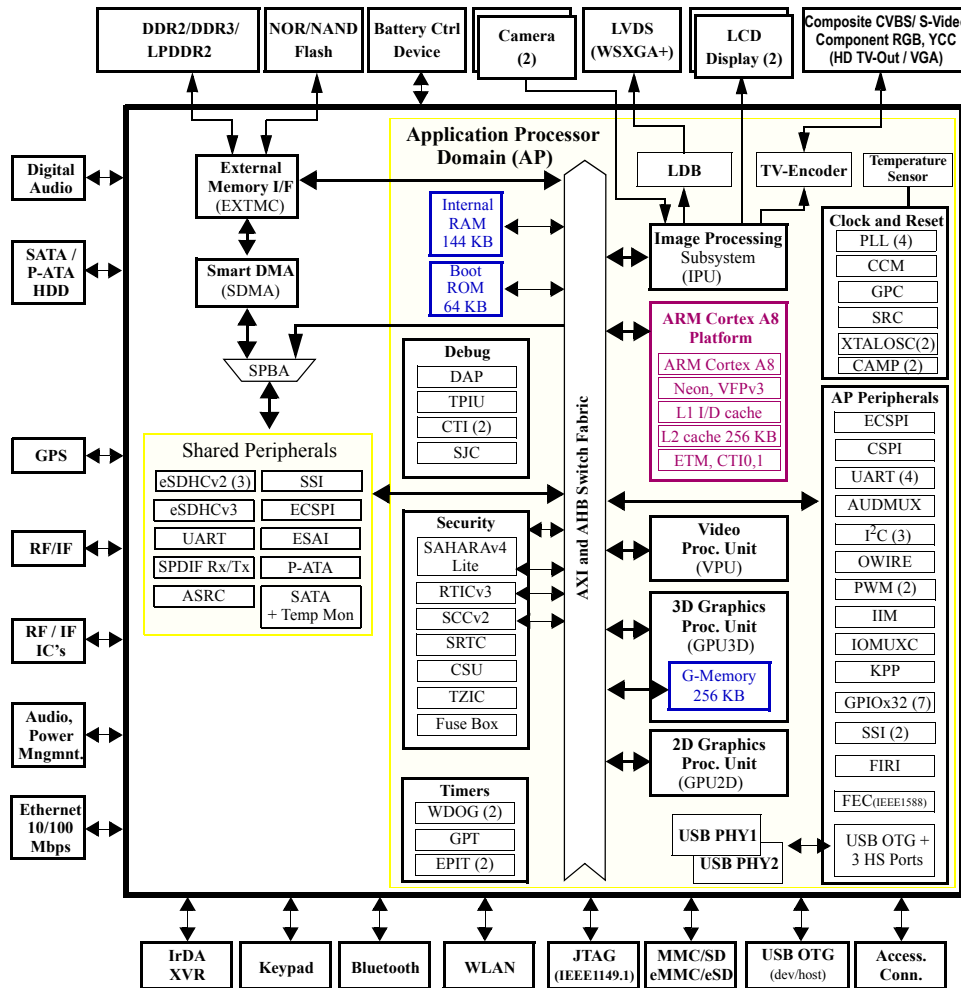 DDR2/DDR3/
LPDDR2
NOR/NAND
Flash
Battery Ctrl
Device
Camera
(2)
LVDS
(WSXGA+)
LCD
Display (2)
Composite CVBS/ S-Video
Component RGB, YCC
(HD TV-Out / VGA)
Digital
Audio
SATA /
P-ATA
HDD
GPS
RF/IF
RF / IF
IC's
Audio,
Power
Mngmnt.
Ethernet
10/100
Mbps
External
Memory I/F
(EXTMC)
Smart DMA
(SDMA)
SPBA
Shared Peripherals
eSDHCv2 (3)
SSI
eSDHCv3
ECSPI
UART
ESAI
SPDIF Rx/Tx
P-ATA
ASRC
SATA
+ Temp Mon
Application Processor
Domain (AP)
Internal
RAM
144 KB
Boot
ROM
64 KB
Debug
DAP
TPIU
CTI (2)
SJC
Security
SAHARAv4
Lite
RTICv3
SCCv2
SRTC
CSU
TZIC
Fuse Box
Timers
WDOG (2)
GPT
EPIT (2)
AXI and AHB Switch Fabric
LDB
TV-Encoder
Image Processing
Subsystem
(IPU)
ARM Cortex A8
Platform
ARM Cortex A8
Neon, VFPv3
L1 I/D cache
L2 cache 256 KB
ETM, CTI0,1
Video
Proc. Unit
(VPU)
3D Graphics
Proc. Unit
(GPU3D)
G-Memory
256 KB
2D Graphics
Proc. Unit
(GPU2D)
USB PHY1
USB PHY2
Temperature
Sensor
Clock and Reset
PLL (4)
CCM
GPC
SRC
XTALOSC(2)
CAMP (2)
AP Peripherals
ECSPI
CSPI
UART (4)
AUDMUX
I2C (3)
OWIRE
PWM (2)
IIM
IOMUXC
KPP
GPIOx32 (7)
SSI (2)
FIRI
FEC(IEEE1588)
USB OTG +
3 HS Ports
IrDA
XVR
Keypad
Bluetooth
WLAN
JTAG
(IEEE1149.1)
MMC/SD
eMMC/eSD
USB OTG
(dev/host)
Access.
Conn.